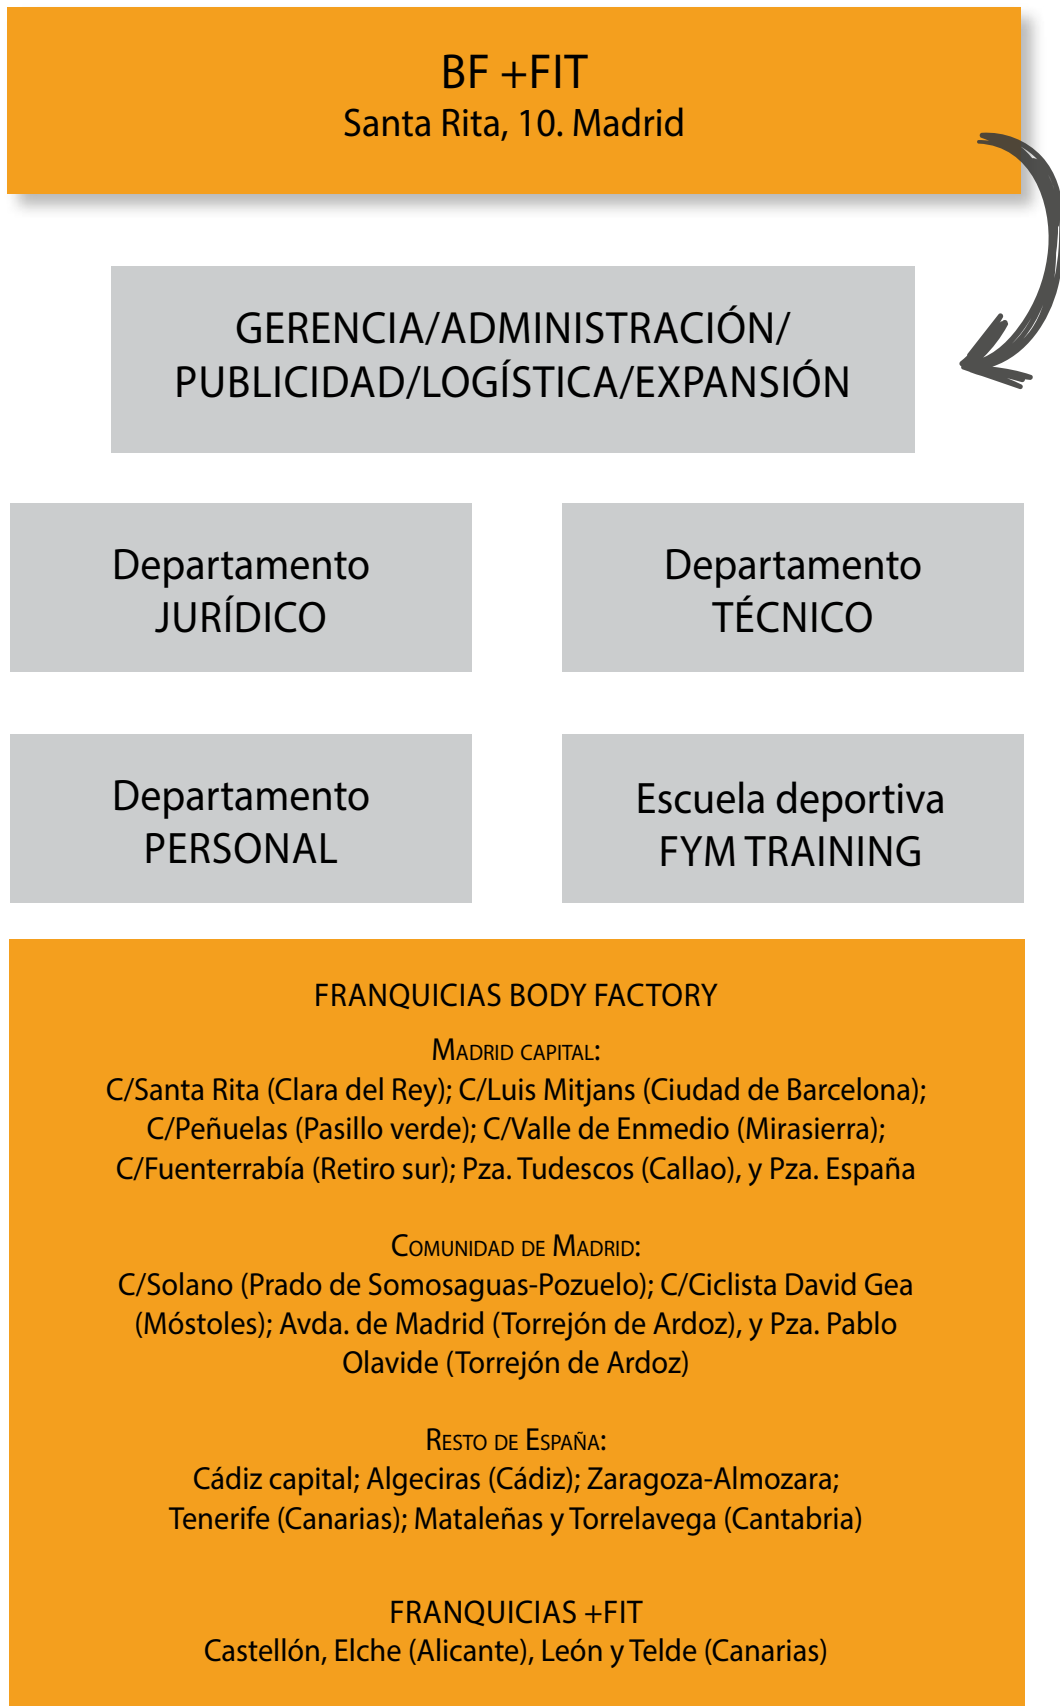 BF +FIT
Santa Rita, 10. Madrid
GERENCIA/ADMINISTRACIÓN/
PUBLICIDAD/LOGÍSTICA/EXPANSIÓN
Departamento
JURÍDICO
Departamento
TÉCNICO
Departamento
PERSONAL
Escuela deportiva
FYM TRAINING
FRANQUICIAS BODY FACTORY
Madrid capital:
C/Santa Rita (Clara del Rey); C/Luis Mitjans (Ciudad de Barcelona);
C/Peñuelas (Pasillo verde); C/Valle de Enmedio (Mirasierra);
C/Fuenterrabía (Retiro sur); Pza. Tudescos (Callao), y Pza. España
Comunidad de Madrid:
C/Solano (Prado de Somosaguas-Pozuelo); C/Ciclista David Gea
(Móstoles); Avda. de Madrid (Torrejón de Ardoz), y Pza. Pablo
Olavide (Torrejón de Ardoz)
Resto de España:
Cádiz capital; Algeciras (Cádiz); Zaragoza-Almozara;
Tenerife (Canarias); Mataleñas y Torrelavega (Cantabria)
FRANQUICIAS +FIT
Castellón, Elche (Alicante), León y Telde (Canarias)